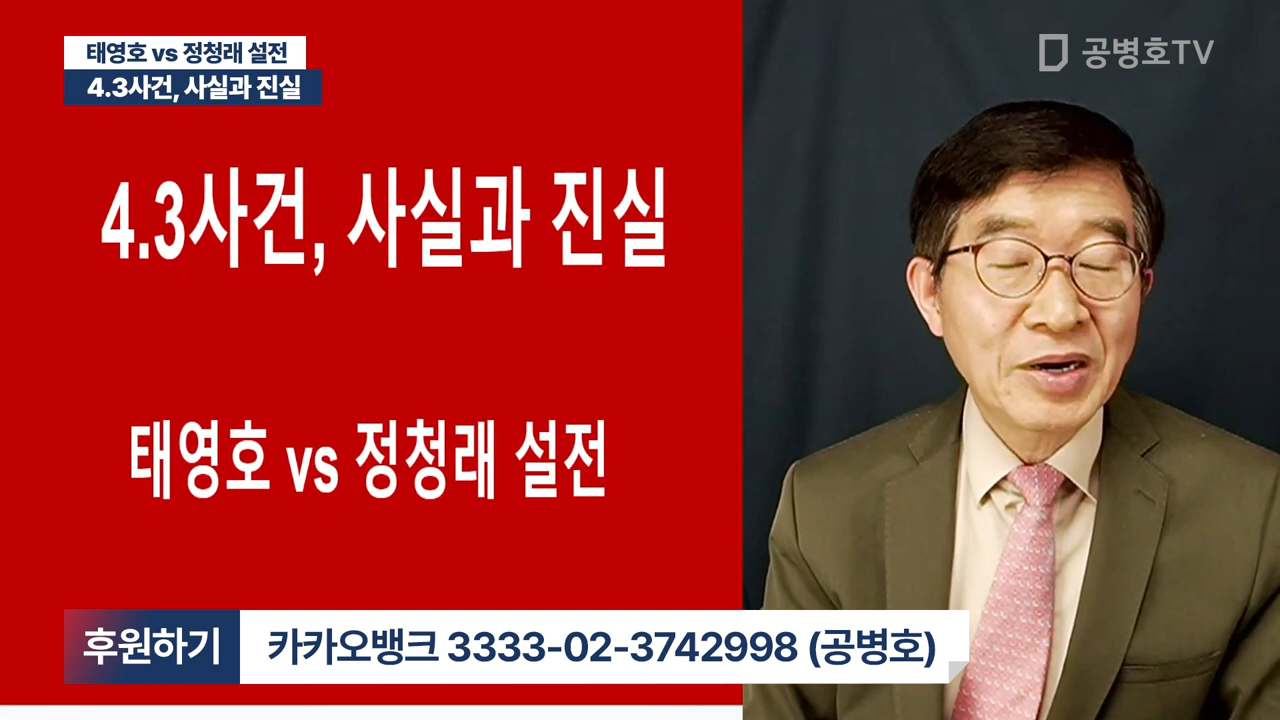 태영호 vs 정청래 설전
4.3사건, 사실과 진실
공병호TV
4.3사건, 사실과 진실
태영호 vs 정청래 설전
후원하기
카카오뱅크 3333-02-3742998 (공병호)